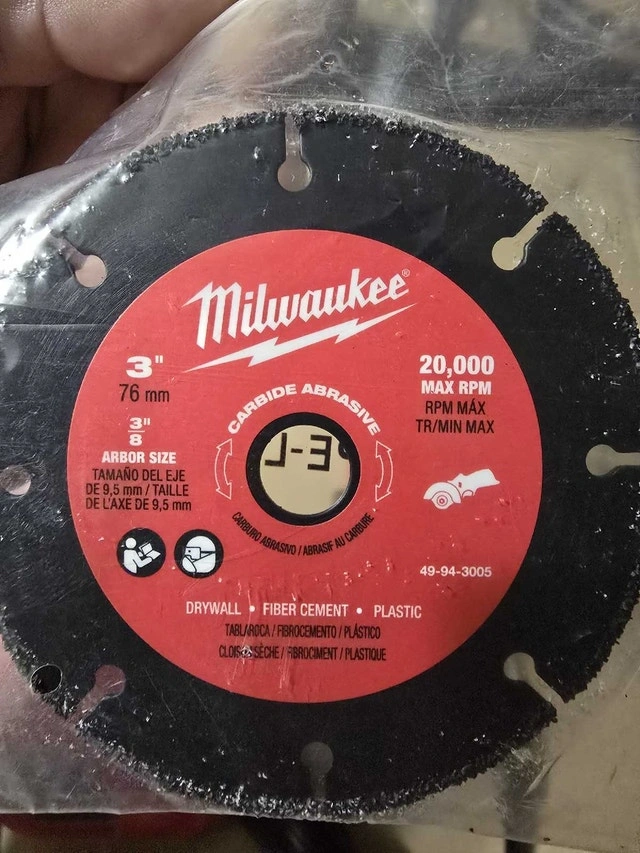 Milwaukee®
3"
76 mm
3"
8
ARBOR SIZE
TAMAÑO DEL EJE
DE 9,5 mm / TAILLE
DE L'AXE DE 9,5 mm
20,000
MAX RPM
RPM MÁX
TR/MIN MAX
CARBIDE ABRASIVE
J-3
CARBURO ABRASIVO / ABRASIF AU CARBURE
49-94-3005
DRYWALL • FIBER CEMENT • PLASTIC
TABLAROCA / FIBROCEMENTO / PLÁSTICO
CLOISON SÈCHE / FIBROCIMENT / PLASTIQUE